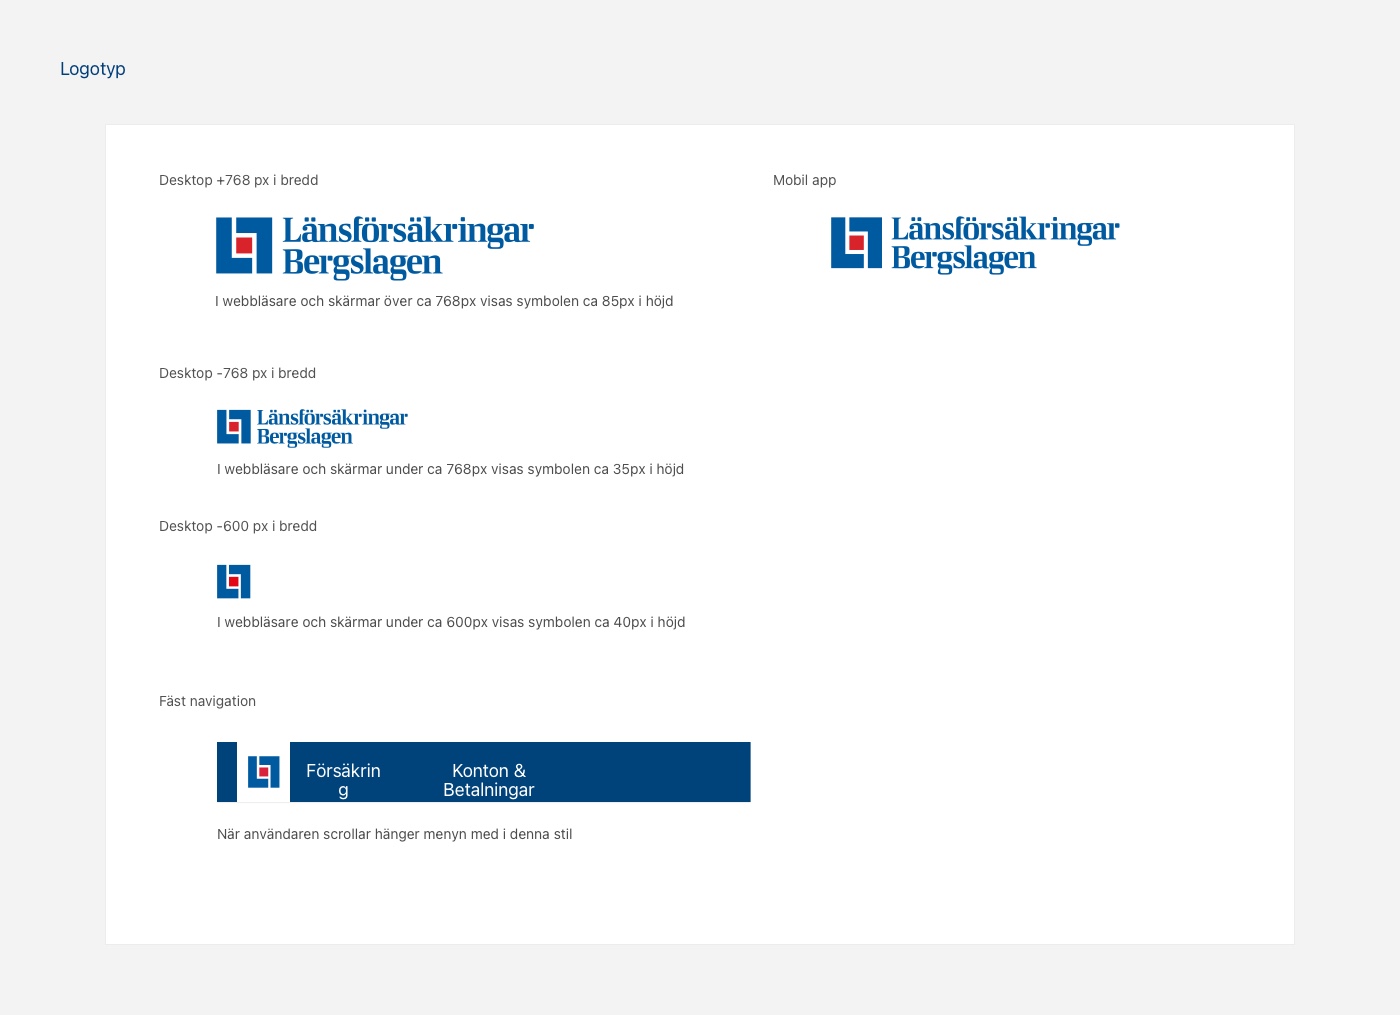 Logotyp
Desktop +768 px i bredd
Länsförsäkringar
Bergslagen
I webbläsare och skärmar över ca 768px visas symbolen ca 85px i höjd
Mobil app
Länsförsäkringar
Bergslagen
Desktop -768 px i bredd
Länsförsäkringar
Bergslagen
I webbläsare och skärmar under ca 768px visas symbolen ca 35px i höjd
Desktop -600 px i bredd
I webbläsare och skärmar under ca 600px visas symbolen ca 40px i höjd
Fäst navigation
Försäkrin
g
Konton &
Betalningar
När användaren scrollar hänger menyn med i denna stil